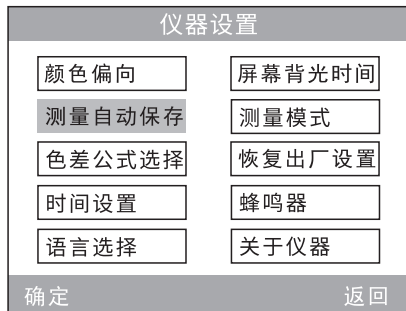 仪器设置
颜色偏向 屏幕背光时间
测量自动保存 测量模式
色差公式选择 恢复出厂设置
时间设置 蜂鸣器
语言选择 关于仪器
确定 返回